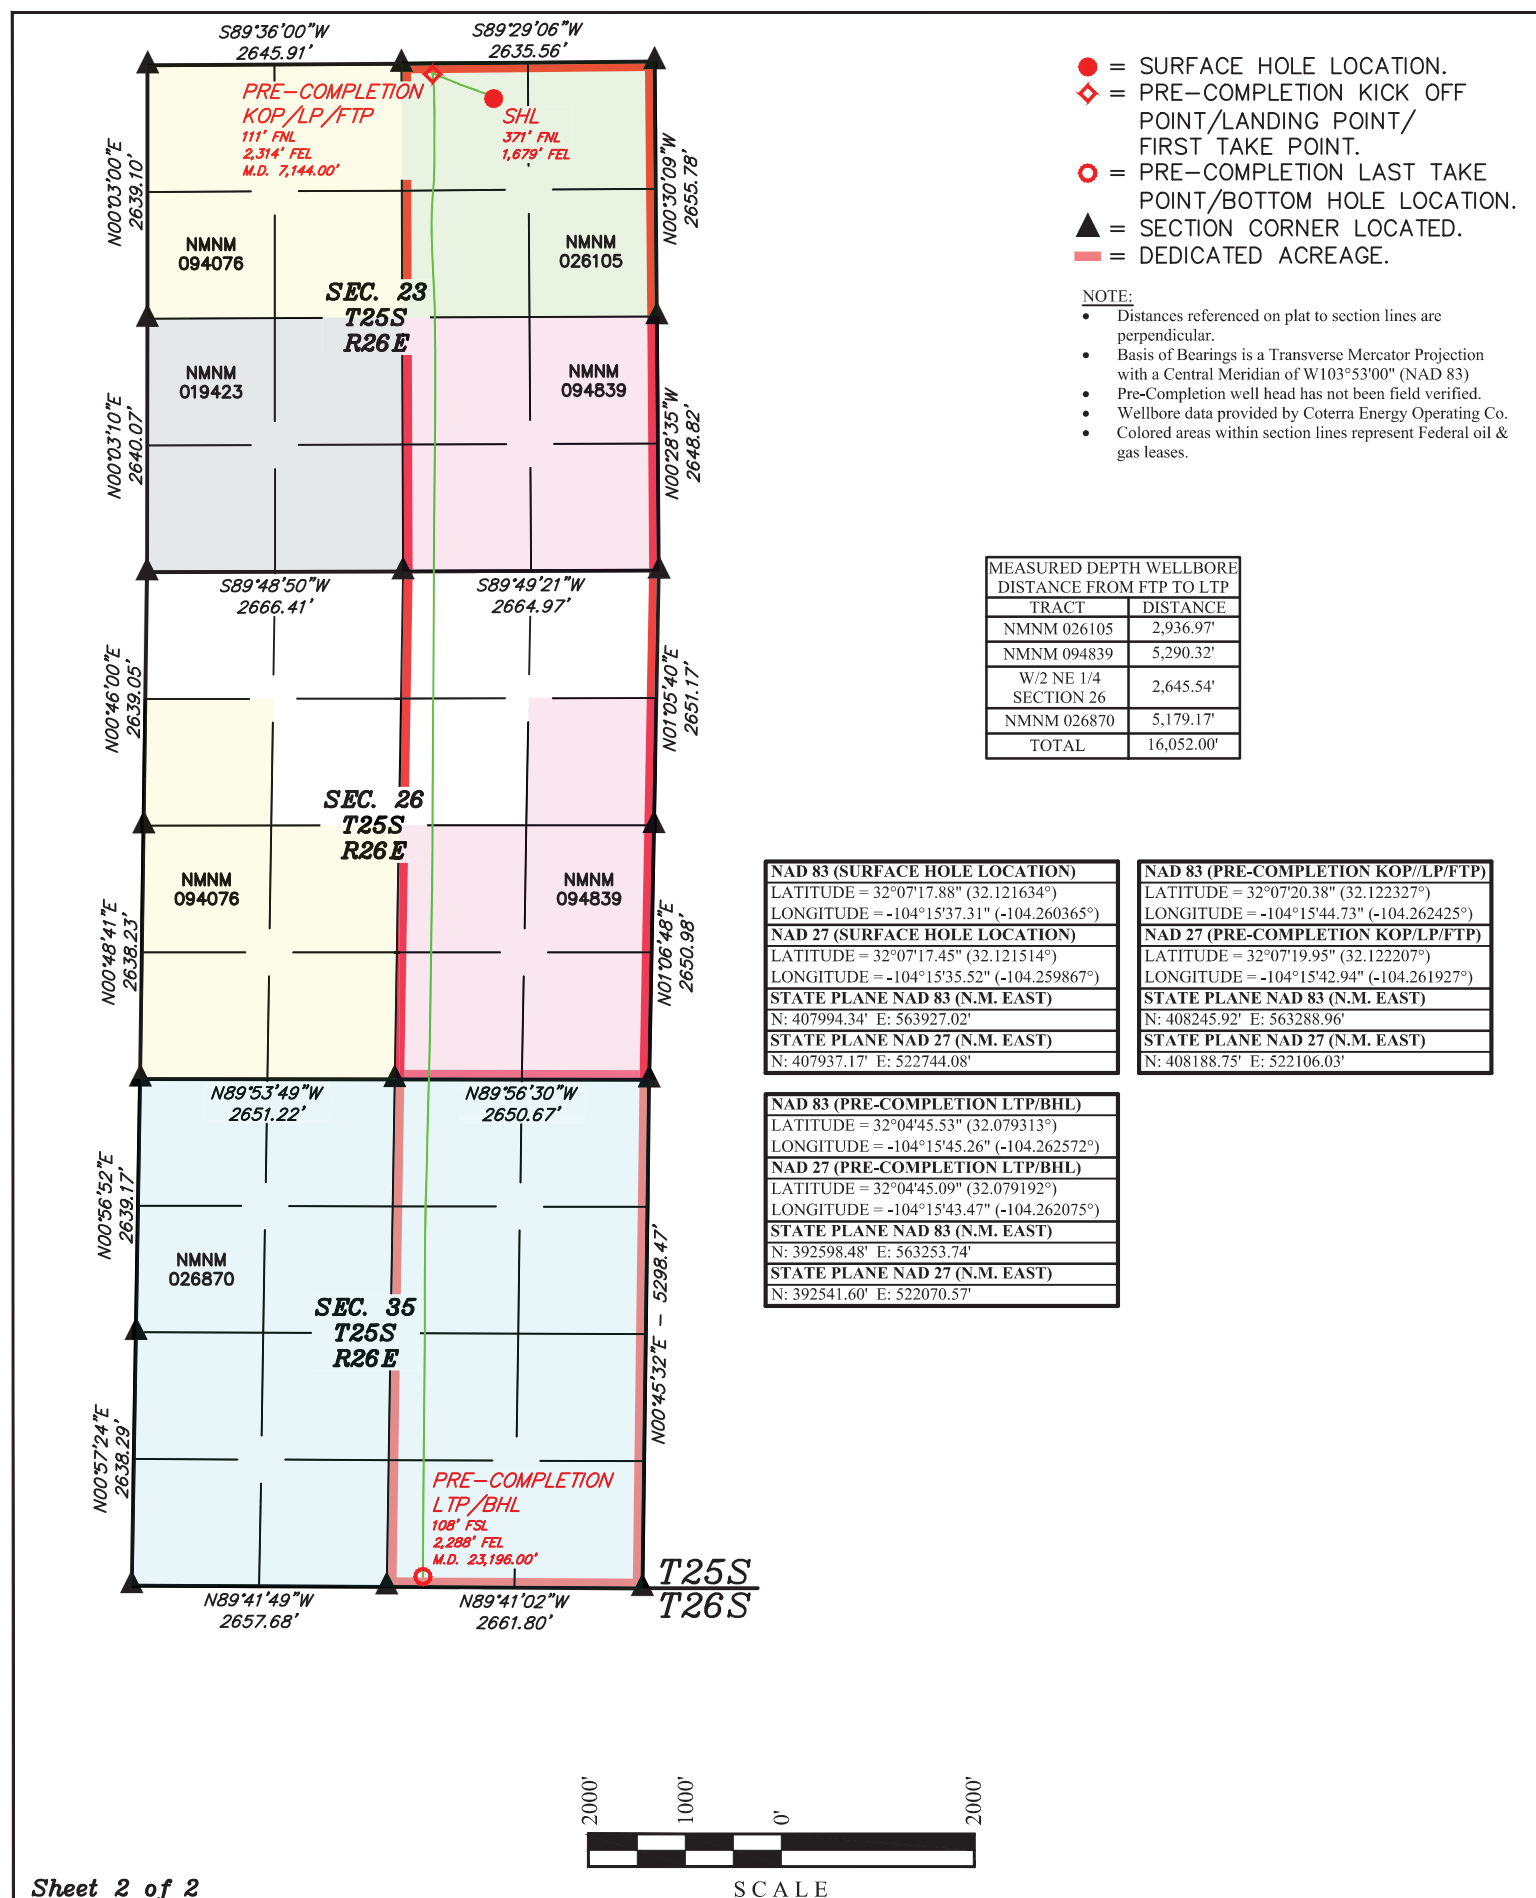 S89°36'00"W
2645.91'
S89°29'06"W
2635.56'
PRE-COMPLETION
KOP/LP/FTP
111' FNL
2,314' FEL
M.D. 7,144.00'
SHL
371' FNL
1,679' FEL
N00°03'00"E
2639.10'
N00°30'09"W
2655.78'
NMNM
094076
NMNM
026105
SEC. 23
T25S
R26E
NMNM
019423
NMNM
094839
N00°03'10"E
2640.07'
N00°28'35"W
2648.82'
S89°48'50"W
2666.41'
S89°49'21"W
2664.97'
N00°46'00"E
2639.05'
N01°05'40"E
2651.17'
SEC. 26
T25S
R26E
NMNM
094076
NMNM
094839
N00°48'41"E
2638.23'
N01°06'48"E
2650.98'
N89°53'49"W
2651.22'
N89°56'30"W
2650.67'
N00°56'52"E
2639.17'
NMNM
026870
N00°45'32"E - 5298.47'
SEC. 35
T25S
R26E
N00°57'24"E
2638.29'
PRE-COMPLETION
LTP/BHL
108' FSL
2,288' FEL
M.D. 23,196.00'
T25S
T26S
N89°41'49"W
2657.68'
N89°41'02"W
2661.80'
= SURFACE HOLE LOCATION.
= PRE-COMPLETION KICK OFF
POINT/LANDING POINT/
FIRST TAKE POINT.
= PRE-COMPLETION LAST TAKE
POINT/BOTTOM HOLE LOCATION.
= SECTION CORNER LOCATED.
= DEDICATED ACREAGE.
NOTE:
• Distances referenced on plat to section lines are
perpendicular.
• Basis of Bearings is a Transverse Mercator Projection
with a Central Meridian of W103°53'00" (NAD 83)
• Pre-Completion well head has not been field verified.
• Wellbore data provided by Coterra Energy Operating Co.
• Colored areas within section lines represent Federal oil &
gas leases.
MEASURED DEPTH WELLBORE
DISTANCE FROM FTP TO LTP
TRACT DISTANCE
NMNM 026105 2,936.97'
NMNM 094839 5,290.32'
W/2 NE 1/4
SECTION 26 2,645.54'
NMNM 026870 5,179.17'
TOTAL 16,052.00'
NAD 83 (SURFACE HOLE LOCATION)
LATITUDE = 32°07'17.88" (32.121634°)
LONGITUDE = -104°15'37.31" (-104.260365°)
NAD 27 (SURFACE HOLE LOCATION)
LATITUDE = 32°07'17.45" (32.121514°)
LONGITUDE = -104°15'35.52" (-104.259867°)
STATE PLANE NAD 83 (N.M. EAST)
N: 407994.34' E: 563927.02'
STATE PLANE NAD 27 (N.M. EAST)
N: 407937.17' E: 522744.08'
NAD 83 (PRE-COMPLETION KOP//LP/FTP)
LATITUDE = 32°07'20.38" (32.122327°)
LONGITUDE = -104°15'44.73" (-104.262425°)
NAD 27 (PRE-COMPLETION KOP/LP/FTP)
LATITUDE = 32°07'19.95" (32.122207°)
LONGITUDE = -104°15'42.94" (-104.261927°)
STATE PLANE NAD 83 (N.M. EAST)
N: 408245.92' E: 563288.96'
STATE PLANE NAD 27 (N.M. EAST)
N: 408188.75' E: 522106.03'
NAD 83 (PRE-COMPLETION LTP/BHL)
LATITUDE = 32°04'45.53" (32.079313°)
LONGITUDE = -104°15'45.26" (-104.262572°)
NAD 27 (PRE-COMPLETION LTP/BHL)
LATITUDE = 32°04'45.09" (32.079192°)
LONGITUDE = -104°15'43.47" (-104.262075°)
STATE PLANE NAD 83 (N.M. EAST)
N: 392598.48' E: 563253.74'
STATE PLANE NAD 27 (N.M. EAST)
N: 392541.60' E: 522070.57'
2000' 1000' 0' 2000'
SCALE
Sheet 2 of 2